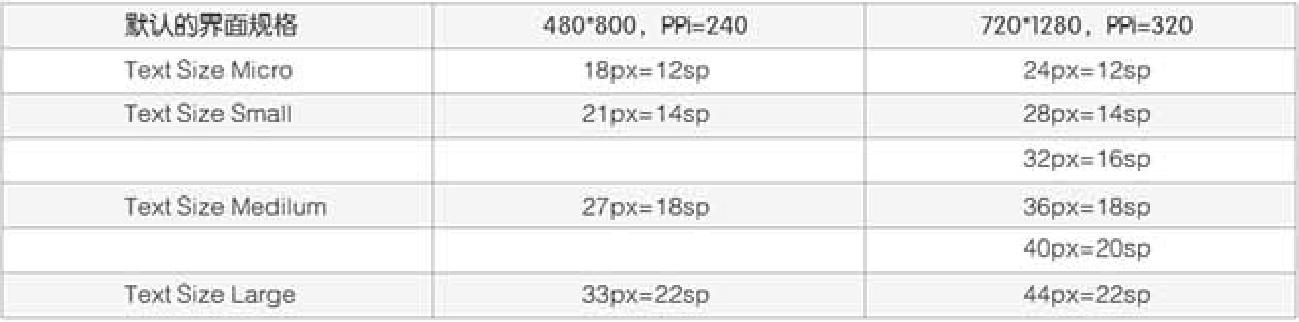 默认的界面规格 480*800，PPi=240 720*1280，PPi=320
Text Size Micro 18px=12sp 24px=12sp
Text Size Small 21px=14sp 28px=14sp
32px=16sp
Text Size Medilum 27px=18sp 36px=18sp
40px=20sp
Text Size Large 33px=22sp 44px=22sp